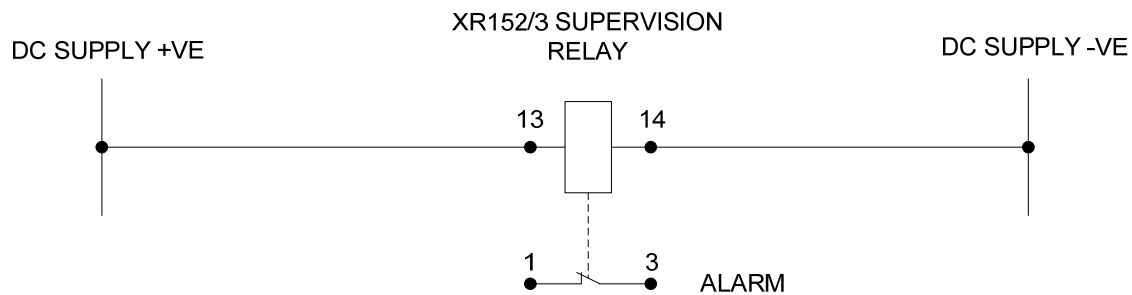 XR152/3 SUPERVISION
RELAY
DC SUPPLY +VE
DC SUPPLY -VE
13
14
1
3
ALARM